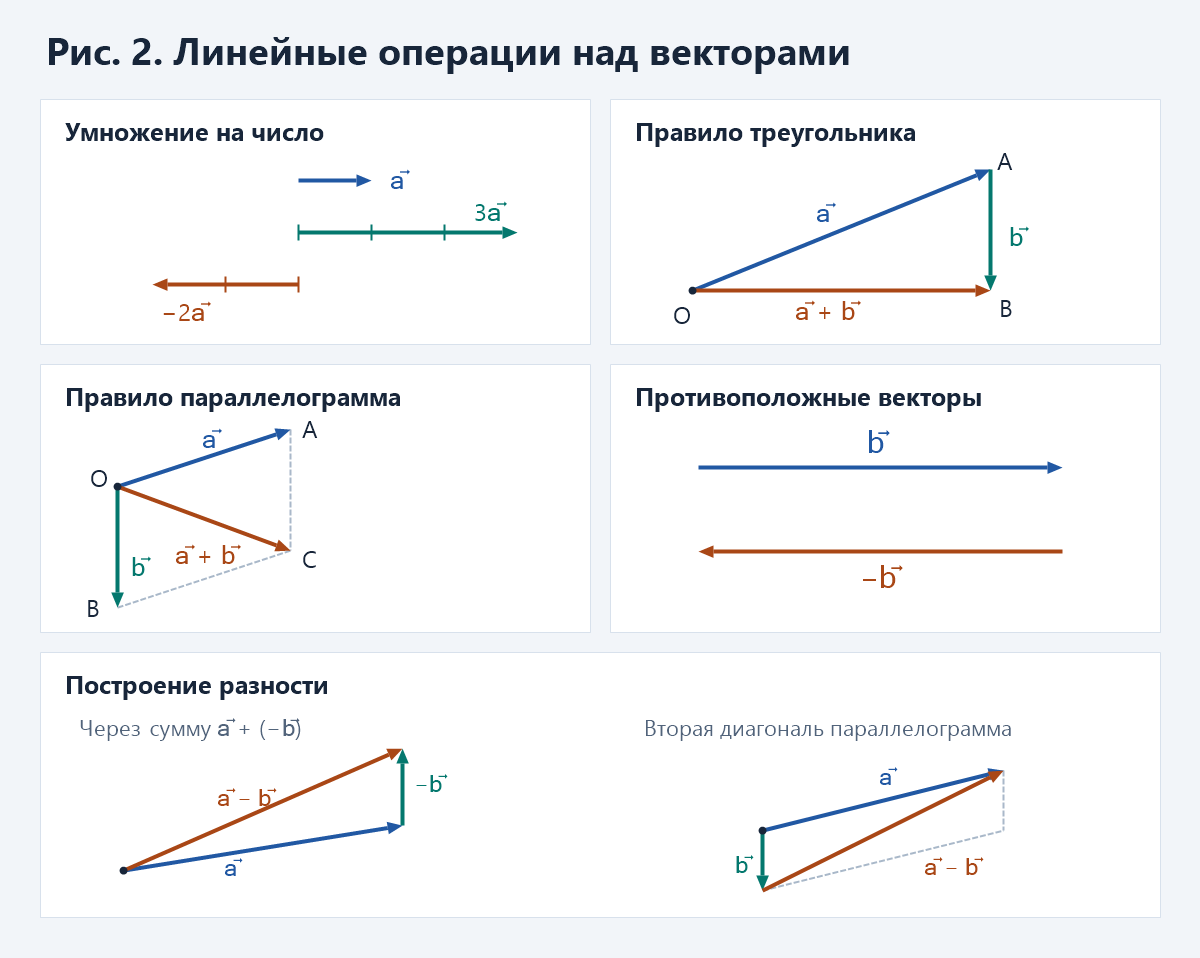 Рис. 2. Линейные операции над векторами
Умножение на число
a⃗
3a⃗
−2a⃗
Правило треугольника
A
a⃗
b⃗
O
a⃗ + b⃗
B
Правило параллелограмма
A
a⃗
O
b⃗
a⃗ + b⃗
C
B
Противоположные векторы
b⃗
−b⃗
Построение разности
Через сумму a⃗ + (−b⃗)
a⃗ − b⃗
−b⃗
a⃗
Вторая диагональ параллелограмма
a⃗
b⃗
a⃗ − b⃗